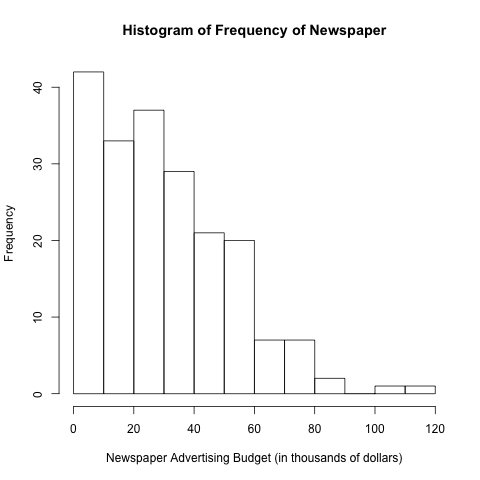 Histogram of Frequency of Newspaper
Frequency
40
30
20
10
0
0 20 40 60 80 100 120
Newspaper Advertising Budget (in thousands of dollars)